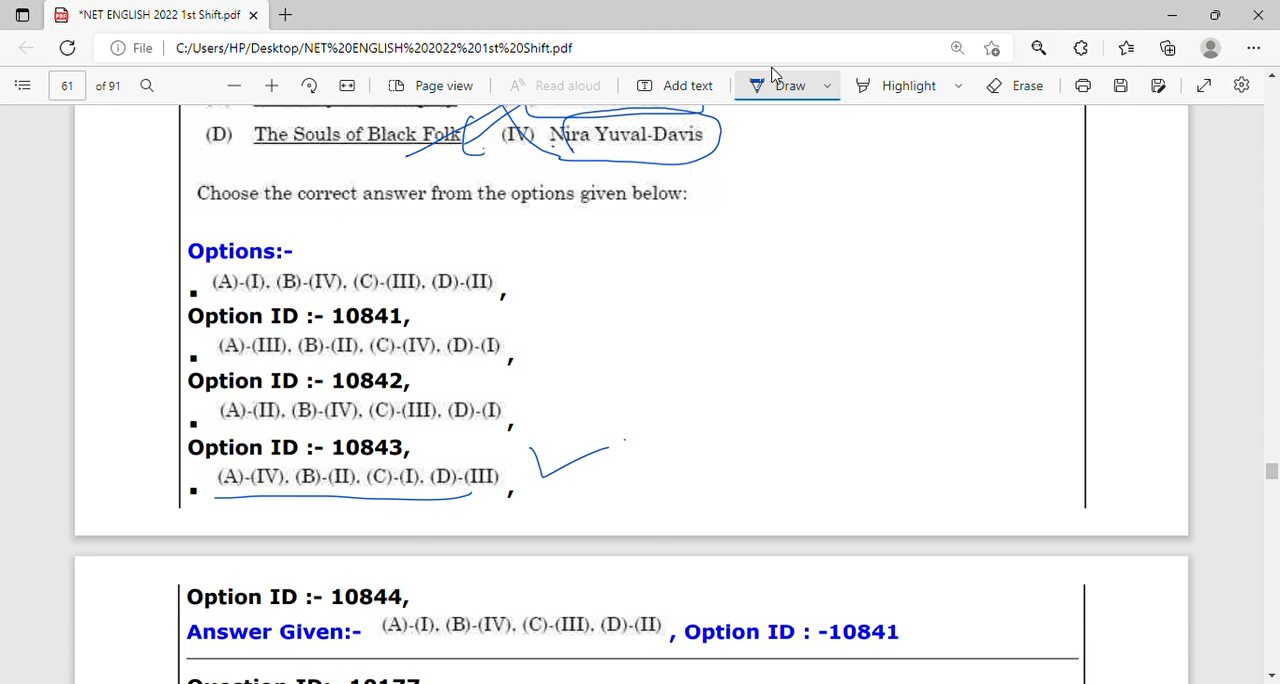 *NET ENGLISH 2022 1st Shift.pdf
File C:/Users/HP/Desktop/NET%20ENGLISH%202022%201st%20Shift.pdf
61 of 91 Page view Read aloud Add text Draw Highlight Erase
(D) The Souls of Black Folk (IV) Nira Yuval-Davis
Choose the correct answer from the options given below:
Options:-
(A)-(I), (B)-(IV), (C)-(III), (D)-(II) ,
Option ID :- 10841,
(A)-(III), (B)-(II), (C)-(IV), (D)-(I) ,
Option ID :- 10842,
(A)-(II), (B)-(IV), (C)-(III), (D)-(I) ,
Option ID :- 10843,
(A)-(IV), (B)-(II), (C)-(I), (D)-(III) ,
Option ID :- 10844,
Answer Given:- (A)-(I), (B)-(IV), (C)-(III), (D)-(II) , Option ID : -10841
Question ID:- 10177